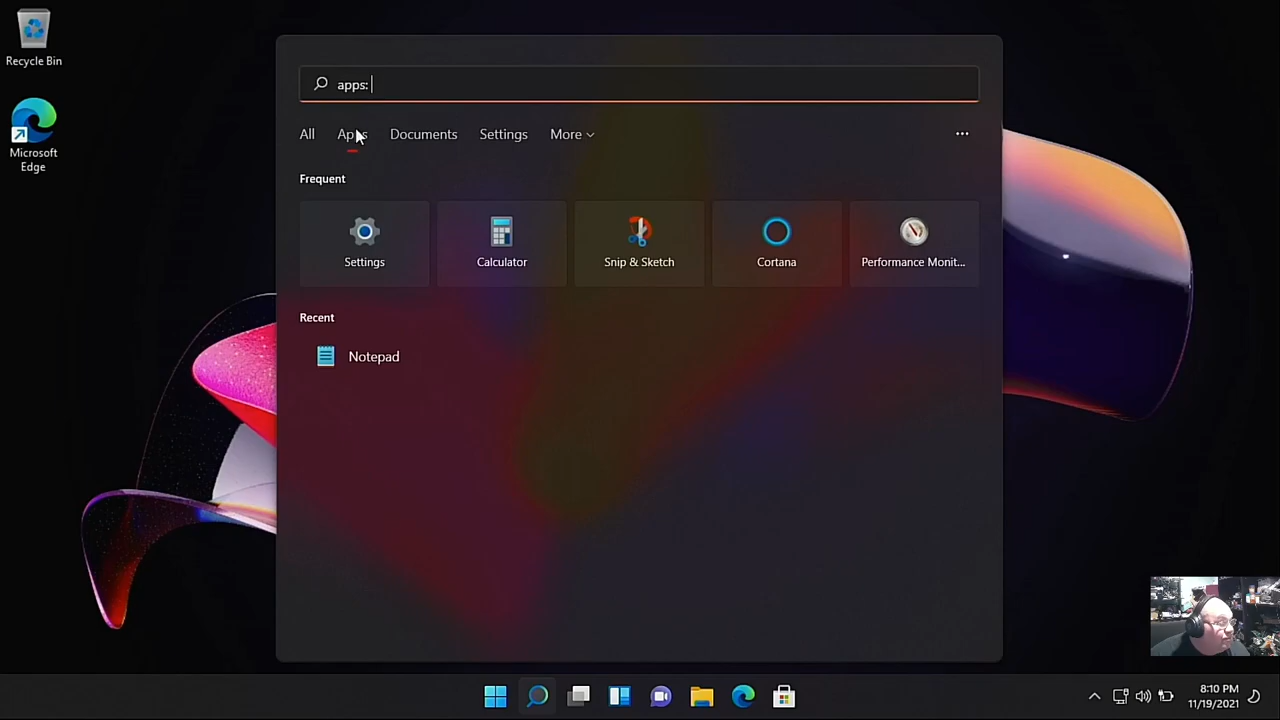 Recycle Bin
Microsoft
Edge
apps:
All Apps Documents Settings More
Frequent
Settings Calculator Snip & Sketch Cortana Performance Monit...
Recent
Notepad
8:10 PM
11/19/2021